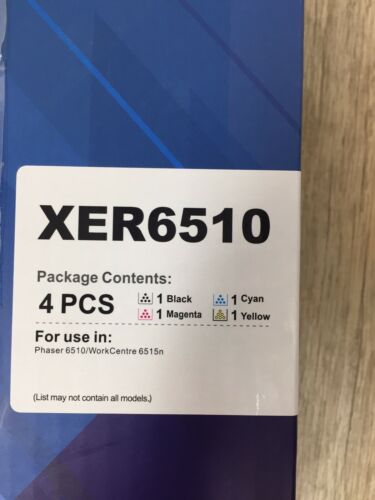 XER6510
Package Contents:
4 PCS 1 Black 1 Cyan
1 Magenta 1 Yellow
For use in:
Phaser 6510/WorkCentre 6515n
(List may not contain all models.)